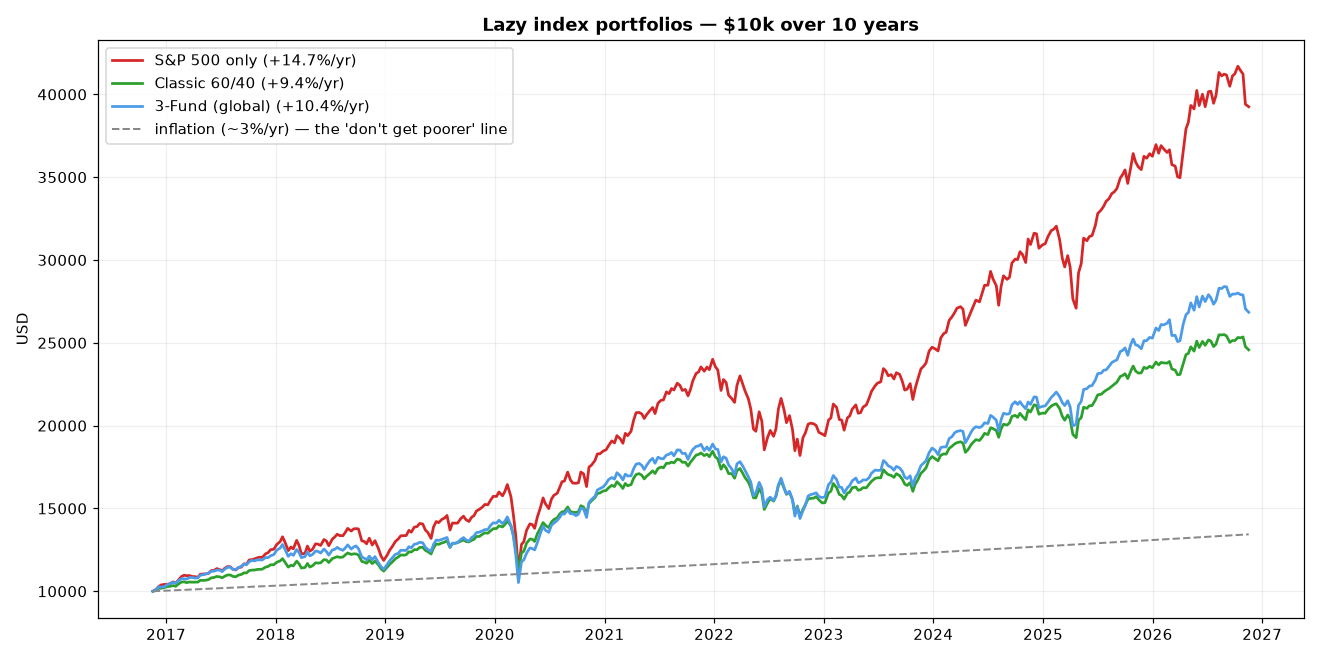 Lazy index portfolios — $10k over 10 years
S&P 500 only (+14.7%/yr)
Classic 60/40 (+9.4%/yr)
3-Fund (global) (+10.4%/yr)
inflation (~3%/yr) — the 'don't get poorer' line
USD
40000
35000
30000
25000
20000
15000
10000
2017 2018 2019 2020 2021 2022 2023 2024 2025 2026 2027